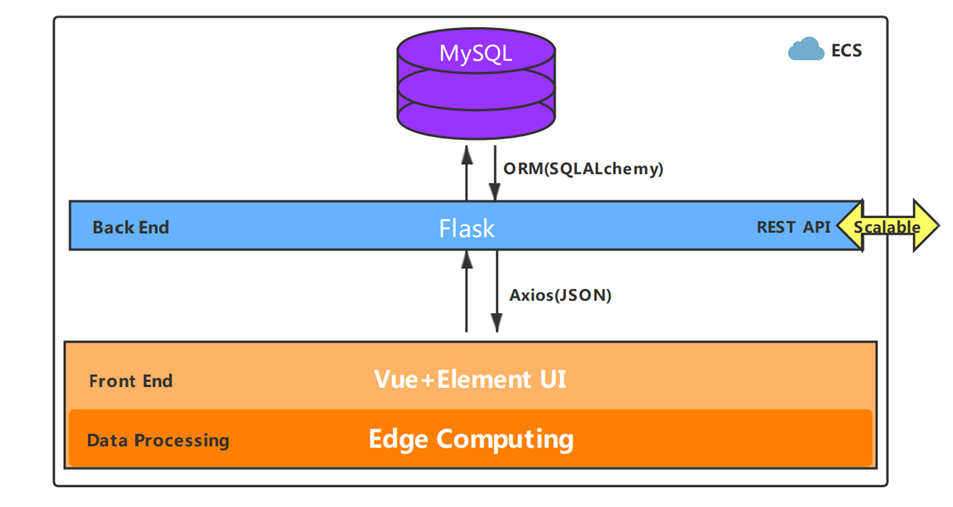 MySQL
ECS
ORM(SQLALchemy)
Back End
Flask
REST API
Scalable
Axios(JSON)
Front End
Vue+Element UI
Data Processing
Edge Computing